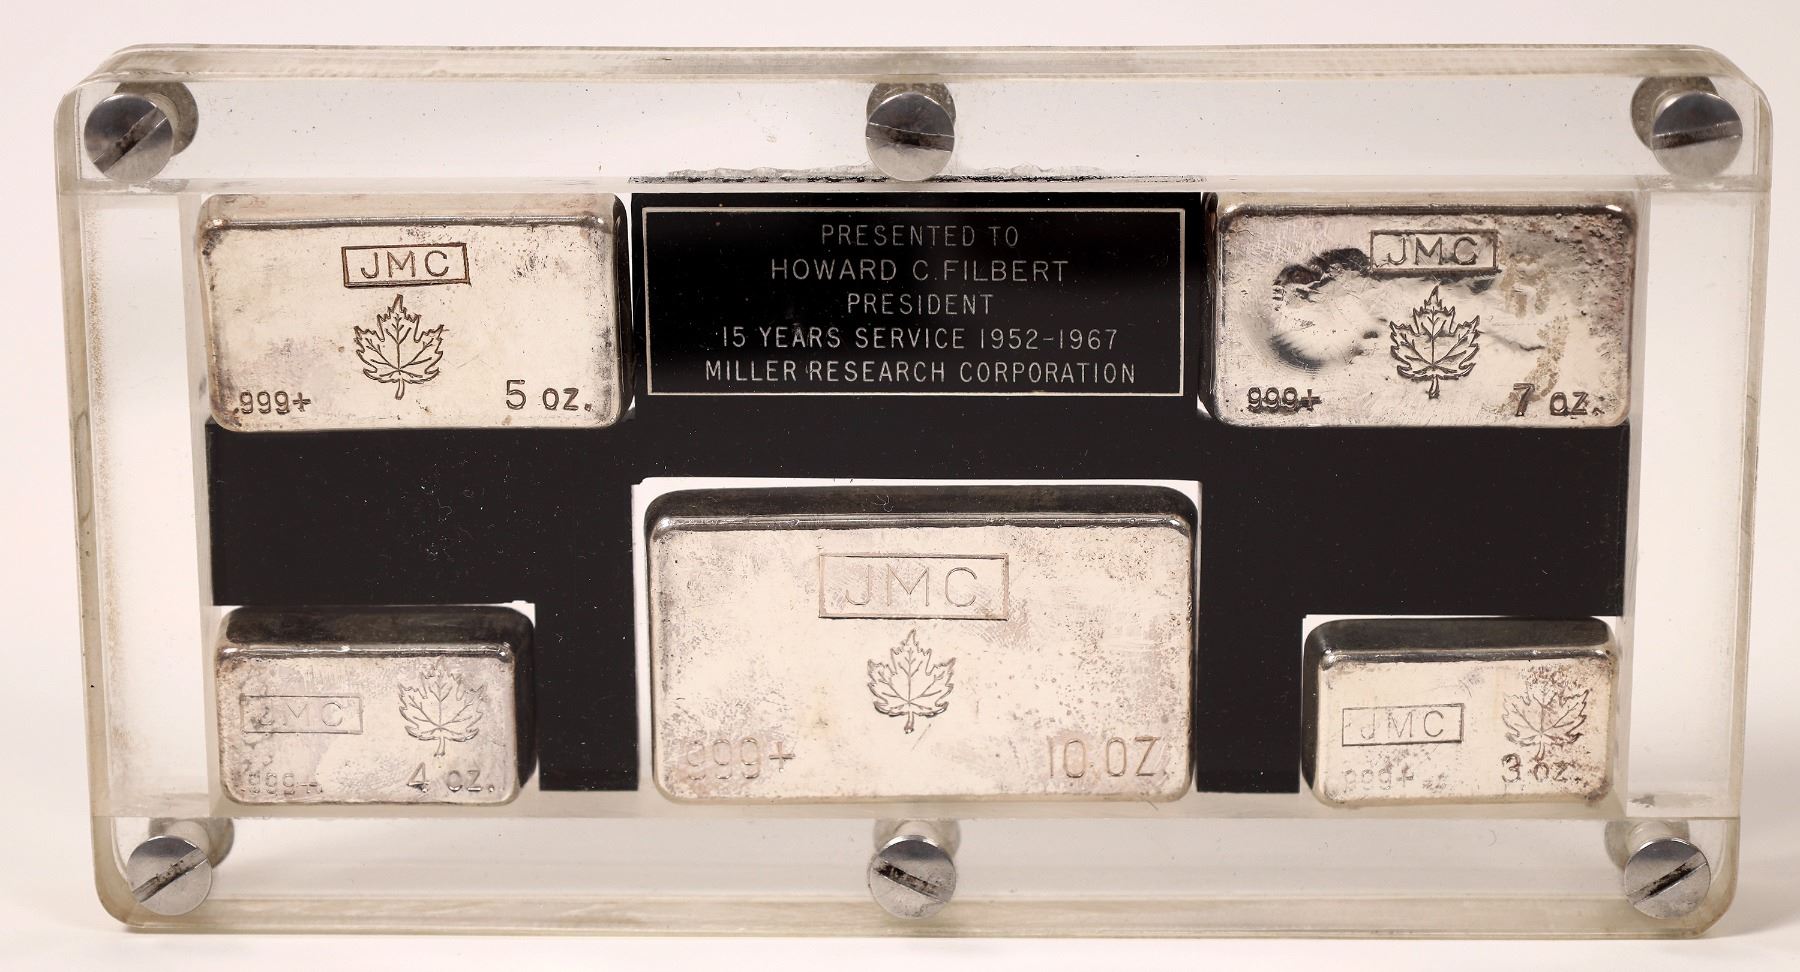 JMC
.999+ 5 oz.
PRESENTED TO
HOWARD C. FILBERT
PRESIDENT
15 YEARS SERVICE 1952-1967
MILLER RESEARCH CORPORATION
JMC
999+ 7 oz.
JMC
999+ 4 oz.
JMC
999+ 10 OZ.
JMC
999+ 3 oz.